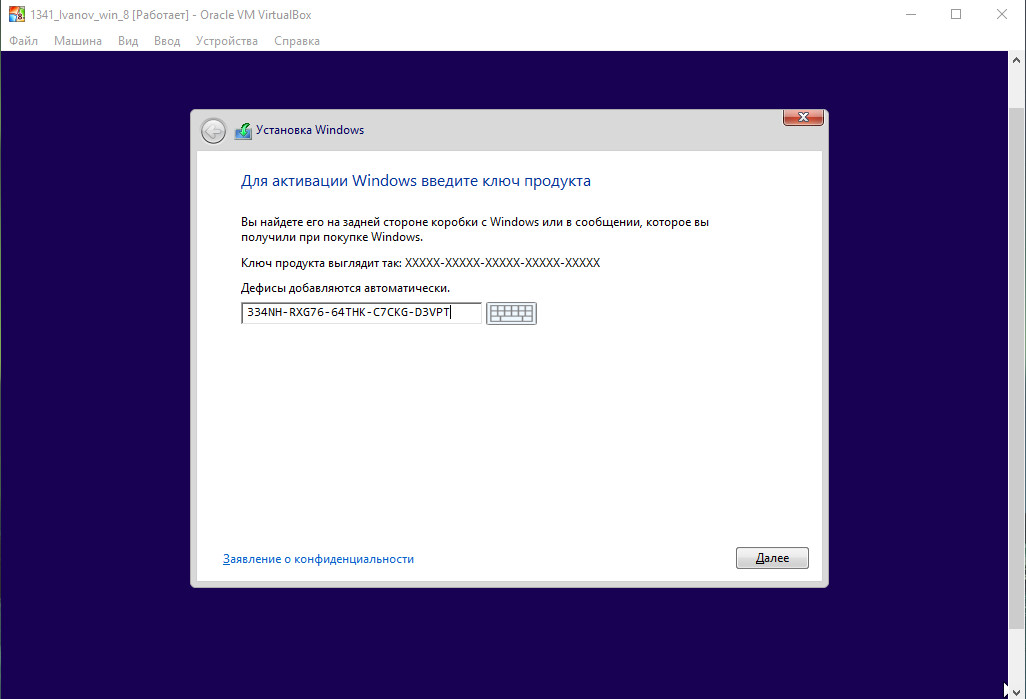 1341_Ivanov_win_8 [Работает] - Oracle VM VirtualBox
Файл Машина Вид Ввод Устройства Справка
Установка Windows
Для активации Windows введите ключ продукта
Вы найдете его на задней стороне коробки с Windows или в сообщении, которое вы
получили при покупке Windows.
Ключ продукта выглядит так: XXXXX-XXXXX-XXXXX-XXXXX-XXXXX
Дефисы добавляются автоматически.
334NH-RXG76-64THK-C7CKG-D3VPT
Заявление о конфиденциальности
Далее